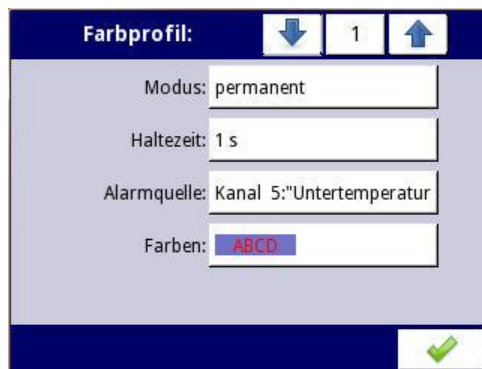 Farbprofil: 1
Modus: permanent
Haltezeit: 1 s
Alarmquelle: Kanal 5:"Untertemperatur
Farben: ABCD